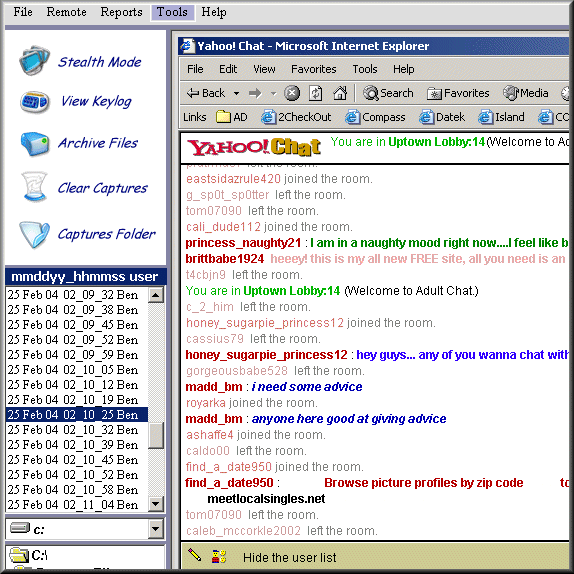 File Remote Reports Tools Help
Stealth Mode
View Keylog
Archive Files
Clear Captures
Captures Folder
mmddyy_hhmmss user
25 Feb 04 02_09_32 Ben
25 Feb 04 02_09_38 Ben
25 Feb 04 02_09_45 Ben
25 Feb 04 02_09_52 Ben
25 Feb 04 02_09_59 Ben
25 Feb 04 02_10_05 Ben
25 Feb 04 02_10_12 Ben
25 Feb 04 02_10_19 Ben
25 Feb 04 02_10_25 Ben
25 Feb 04 02_10_32 Ben
25 Feb 04 02_10_39 Ben
25 Feb 04 02_10_45 Ben
25 Feb 04 02_10_52 Ben
25 Feb 04 02_10_58 Ben
25 Feb 04 02_11_04 Ben
c:
C:\
Yahoo! Chat - Microsoft Internet Explorer
File Edit View Favorites Tools Help
Back Search Favorites Media
Links AD 2CheckOut Compass Datek Island CO
YAHOO! Chat You are in Uptown Lobby:14 (Welcome to Ad
left the room.
eastsidazrule420 joined the room.
g_sp0t_sp0tter left the room.
tom07090 left the room.
cali_dude112 joined the room.
princess_naughty21 : I am in a naughty mood right now....I feel like b
brittbabe1924 heeey! this is my all new FREE site, all you need is an
t4cbjn9 left the room.
You are in Uptown Lobby:14 (Welcome to Adult Chat.)
c_2_him left the room.
honey_sugarpie_princess12 joined the room.
cassius79 left the room.
honey_sugarpie_princess12 : hey guys... any of you wanna chat with
gorgeousbabe528 left the room.
madd_bm : i need some advice
royarka joined the room.
madd_bm : anyone here good at giving advice
ashaffe4 joined the room.
caldo00 left the room.
find_a_date950 joined the room.
find_a_date950 : Browse picture profiles by zip code to
meetlocalsingles.net
tom07090 left the room.
caleb_mccorkle2002 left the room.
Hide the user list